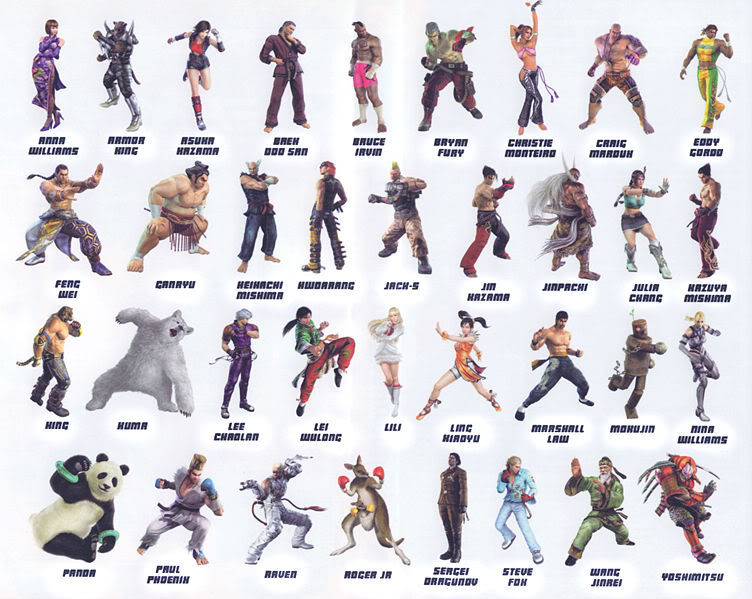 ANNA
WILLIAMS
ARMOR
KING
ASUKA
KAZAMA
BAEK
DOO SAN
BRUCE
IRVIN
BRYAN
FURY
CHRISTIE
MONTEIRO
CRAIG
MARDUK
EDDY
GORDO
FENG
WEI
GANRYU
HEIHACHI
MISHIMA
HWOARANG
JACK-5
JIN
KAZAMA
JINPACHI
JULIA
CHANG
KAZUYA
MISHIMA
KING
KUMA
LEE
CHAOLAN
LEI
WULONG
LILI
LING
XIAOYU
MARSHALL
LAW
MOKUJIN
NINA
WILLIAMS
PANDA
PAUL
PHOENIX
RAVEN
ROGER JR
SERGEI
DRAGUNOV
STEVE
FOX
WANG
JINREI
YOSHIMITSU